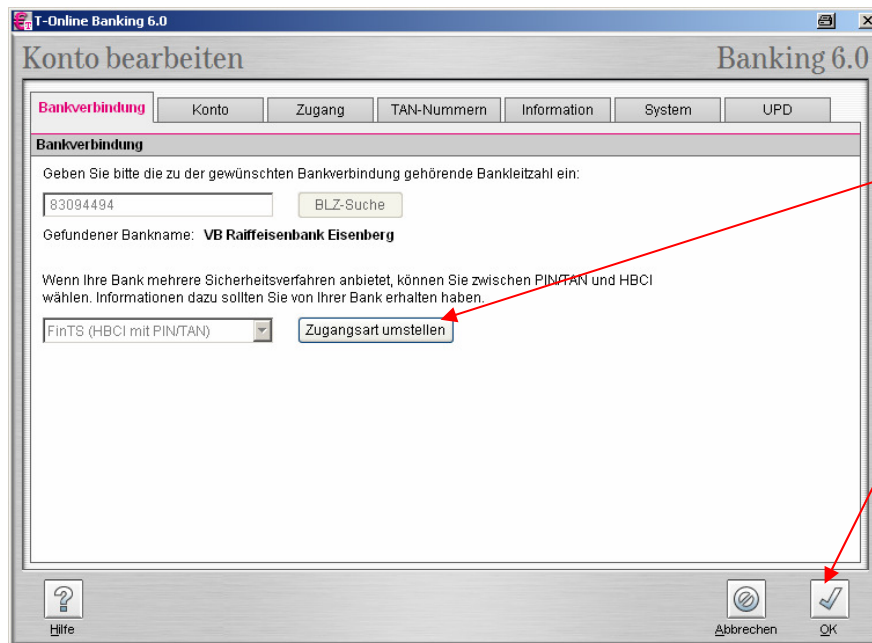 T-Online Banking 6.0
Konto bearbeiten
Banking 6.0
Bankverbindung
Konto
Zugang
TAN-Nummern
Information
System
UPD
Bankverbindung
Geben Sie bitte die zu der gewünschten Bankverbindung gehörende Bankleitzahl ein:
83094494
BLZ-Suche
Gefundener Bankname: VB Raiffeisenbank Eisenberg
Wenn Ihre Bank mehrere Sicherheitsverfahren anbietet, können Sie zwischen PIN/TAN und HBCI
wählen. Informationen dazu sollten Sie von Ihrer Bank erhalten haben.
FinTS (HBCI mit PIN/TAN)
Zugangsart umstellen
Hilfe
Abbrechen
OK